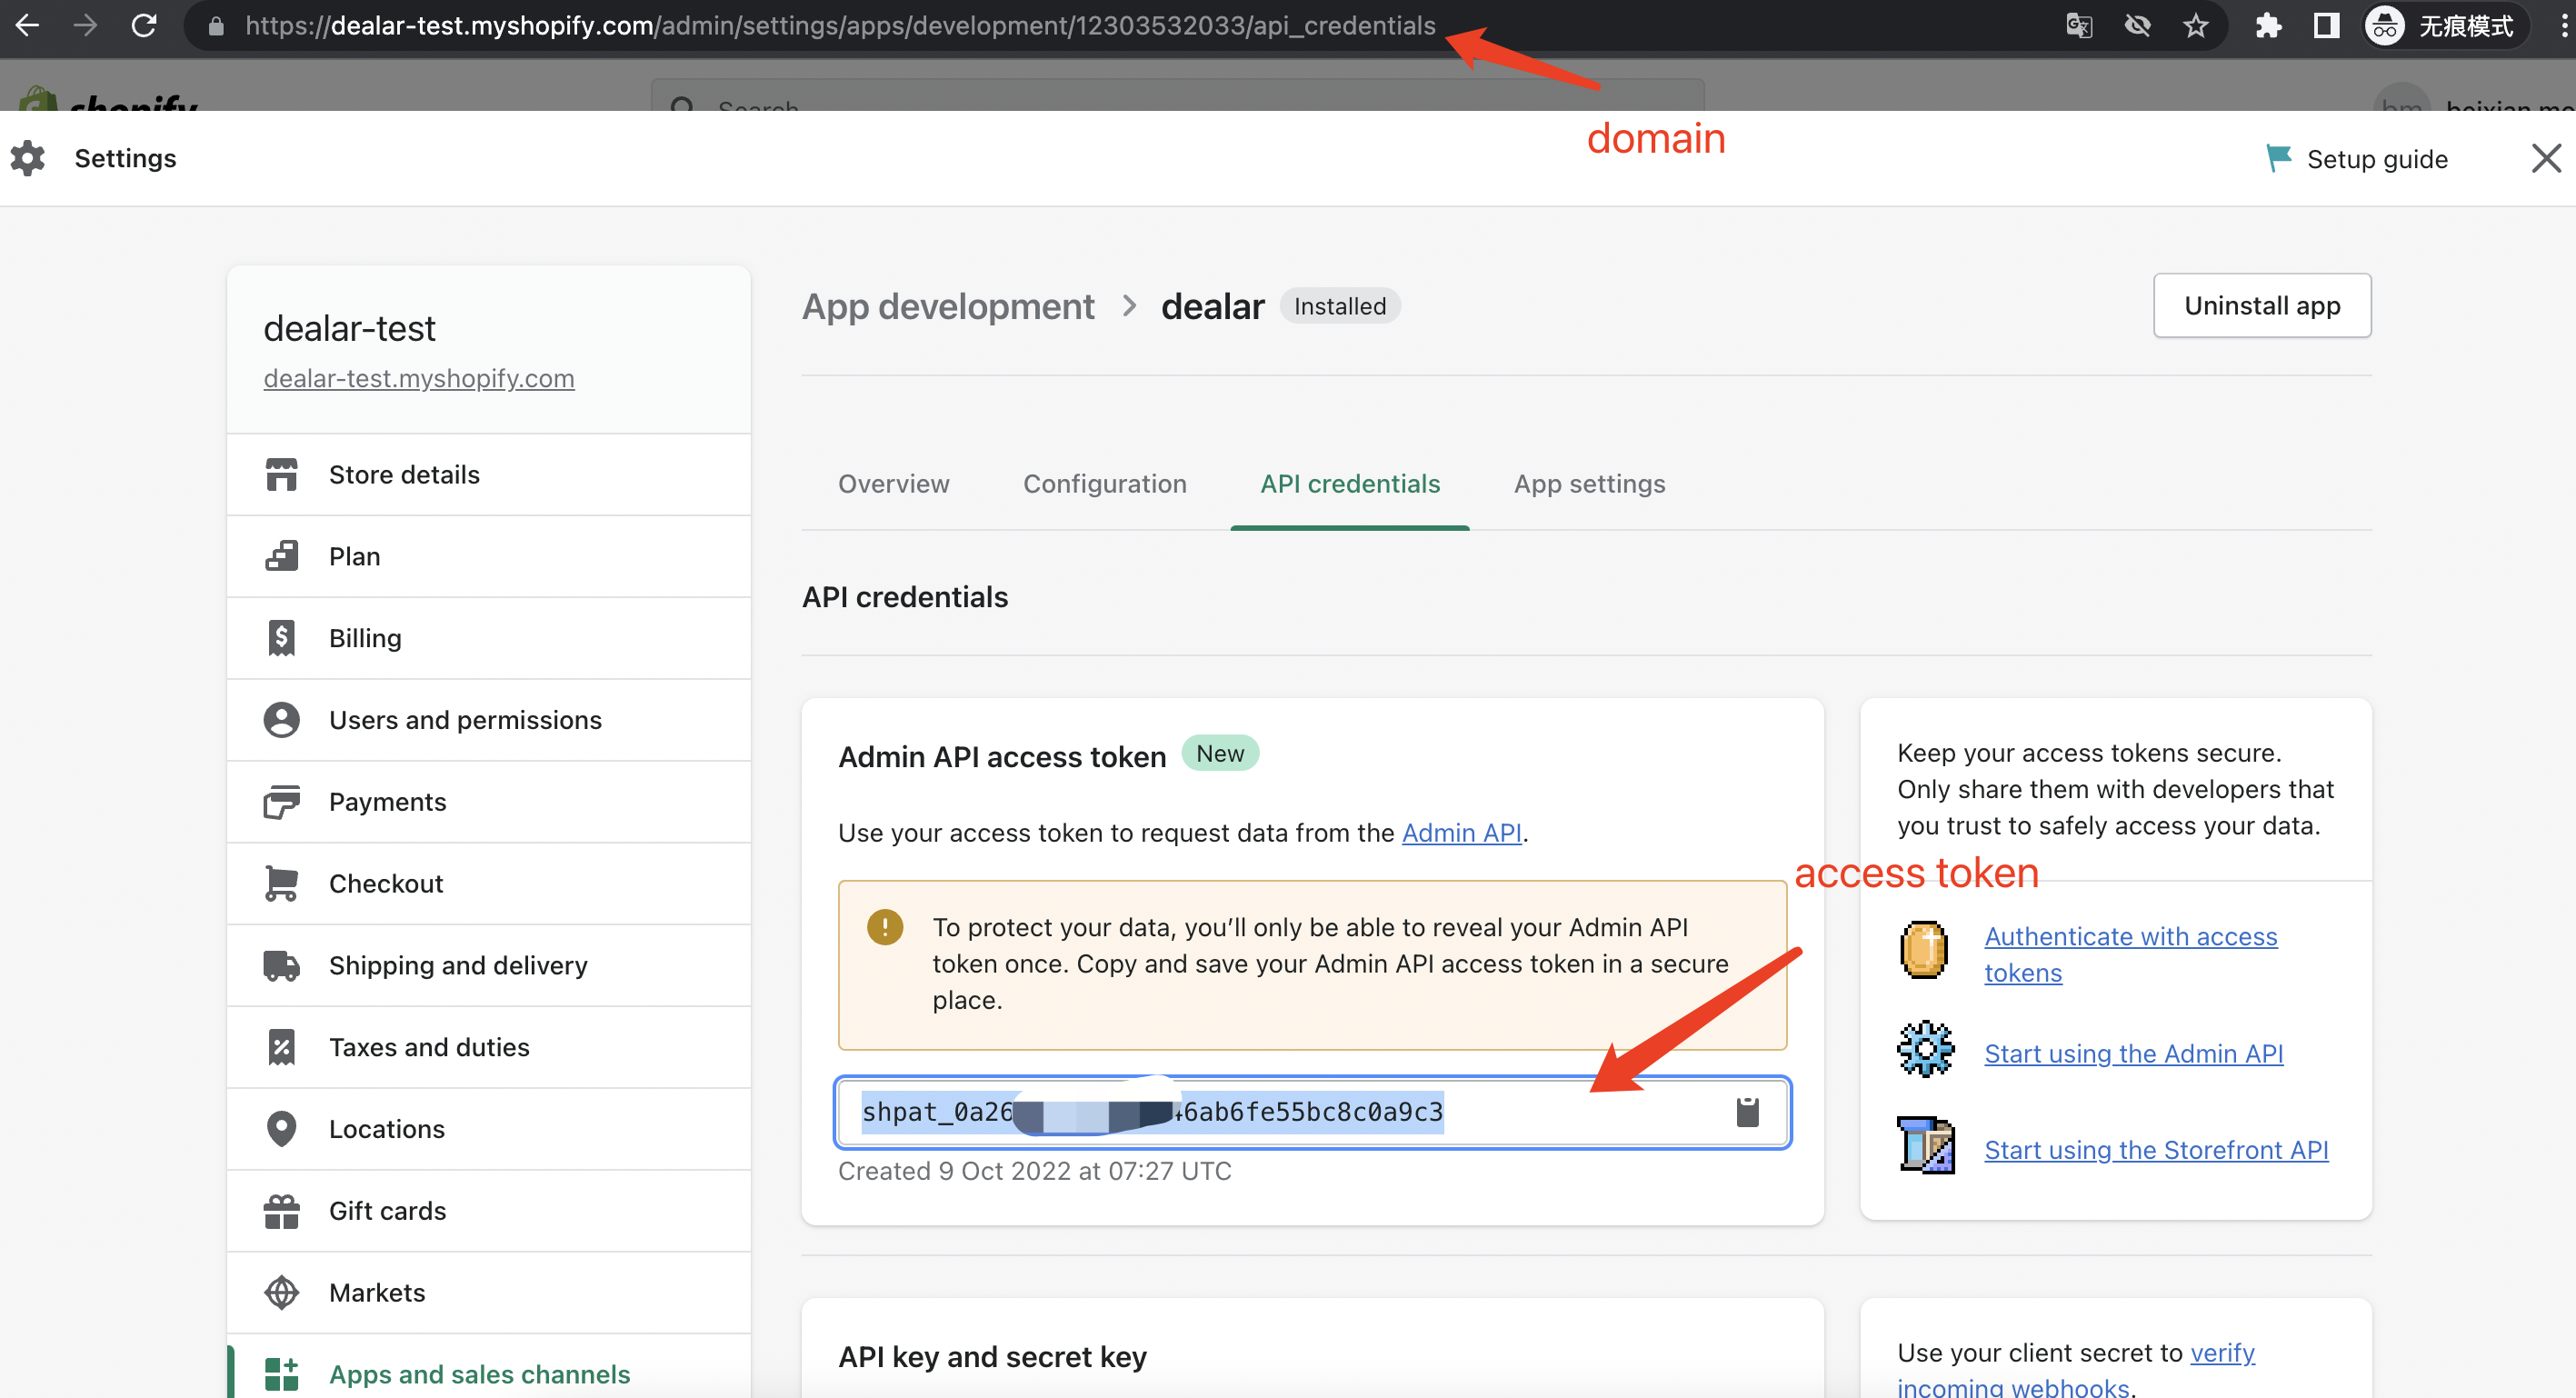 https://dealar-test.myshopify.com/admin/settings/apps/development/12303532033/api_credentials
无痕模式
shopify
Search
domain
Settings
Setup guide
dealar-test
dealar-test.myshopify.com
Store details
Plan
Billing
Users and permissions
Payments
Checkout
Shipping and delivery
Taxes and duties
Locations
Gift cards
Markets
Apps and sales channels
App development > dealar Installed
Uninstall app
Overview Configuration API credentials App settings
API credentials
Admin API access token New
Use your access token to request data from the Admin API.
To protect your data, you’ll only be able to reveal your Admin API
token once. Copy and save your Admin API access token in a secure
place.
shpat_0a26
6ab6fe55bc8c0a9c3
Created 9 Oct 2022 at 07:27 UTC
Keep your access tokens secure.
Only share them with developers that
you trust to safely access your data.
access token
Authenticate with access
tokens
Start using the Admin API
Start using the Storefront API
API key and secret key
Use your client secret to verify
incoming webhooks.